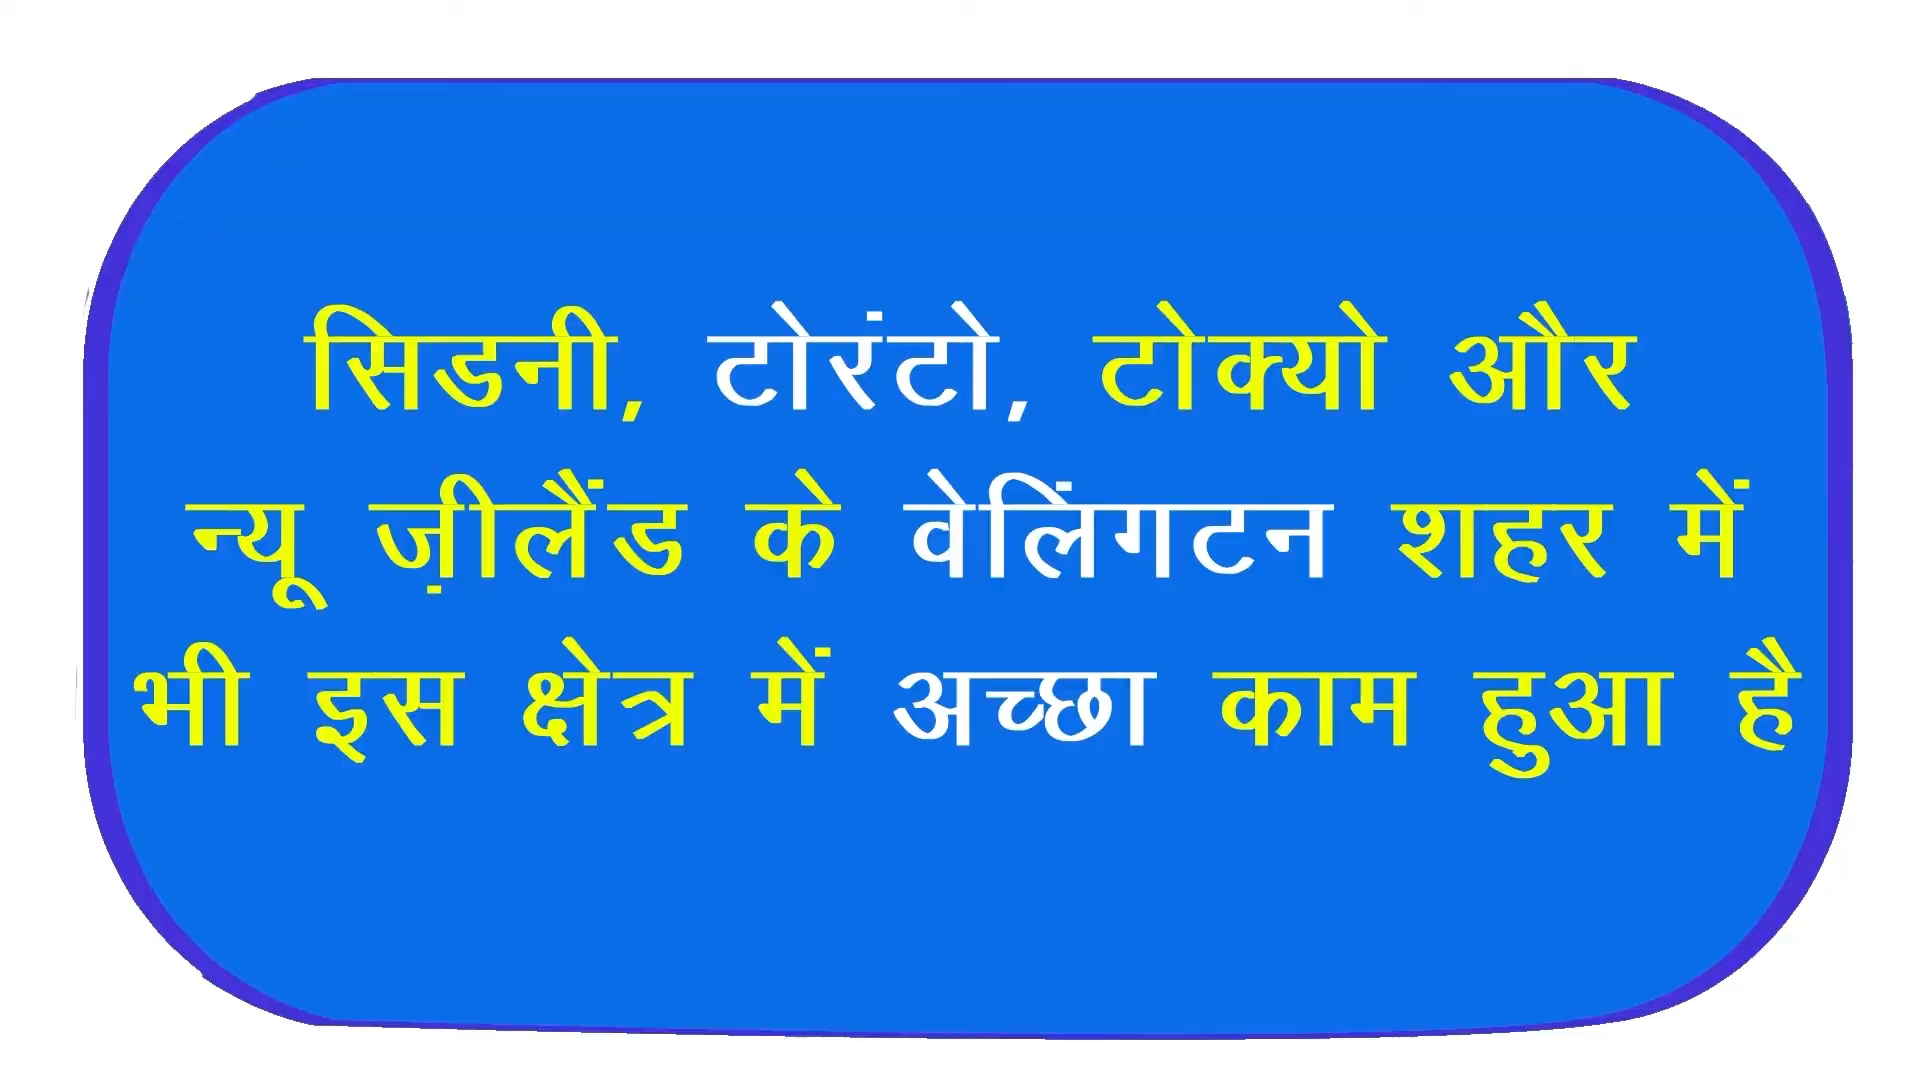 सिडनी, टोरंटो, टोक्यो और
न्यू ज़ीलैंड के वेलिंगटन शहर में
भी इस क्षेत्र में अच्छा काम हुआ है